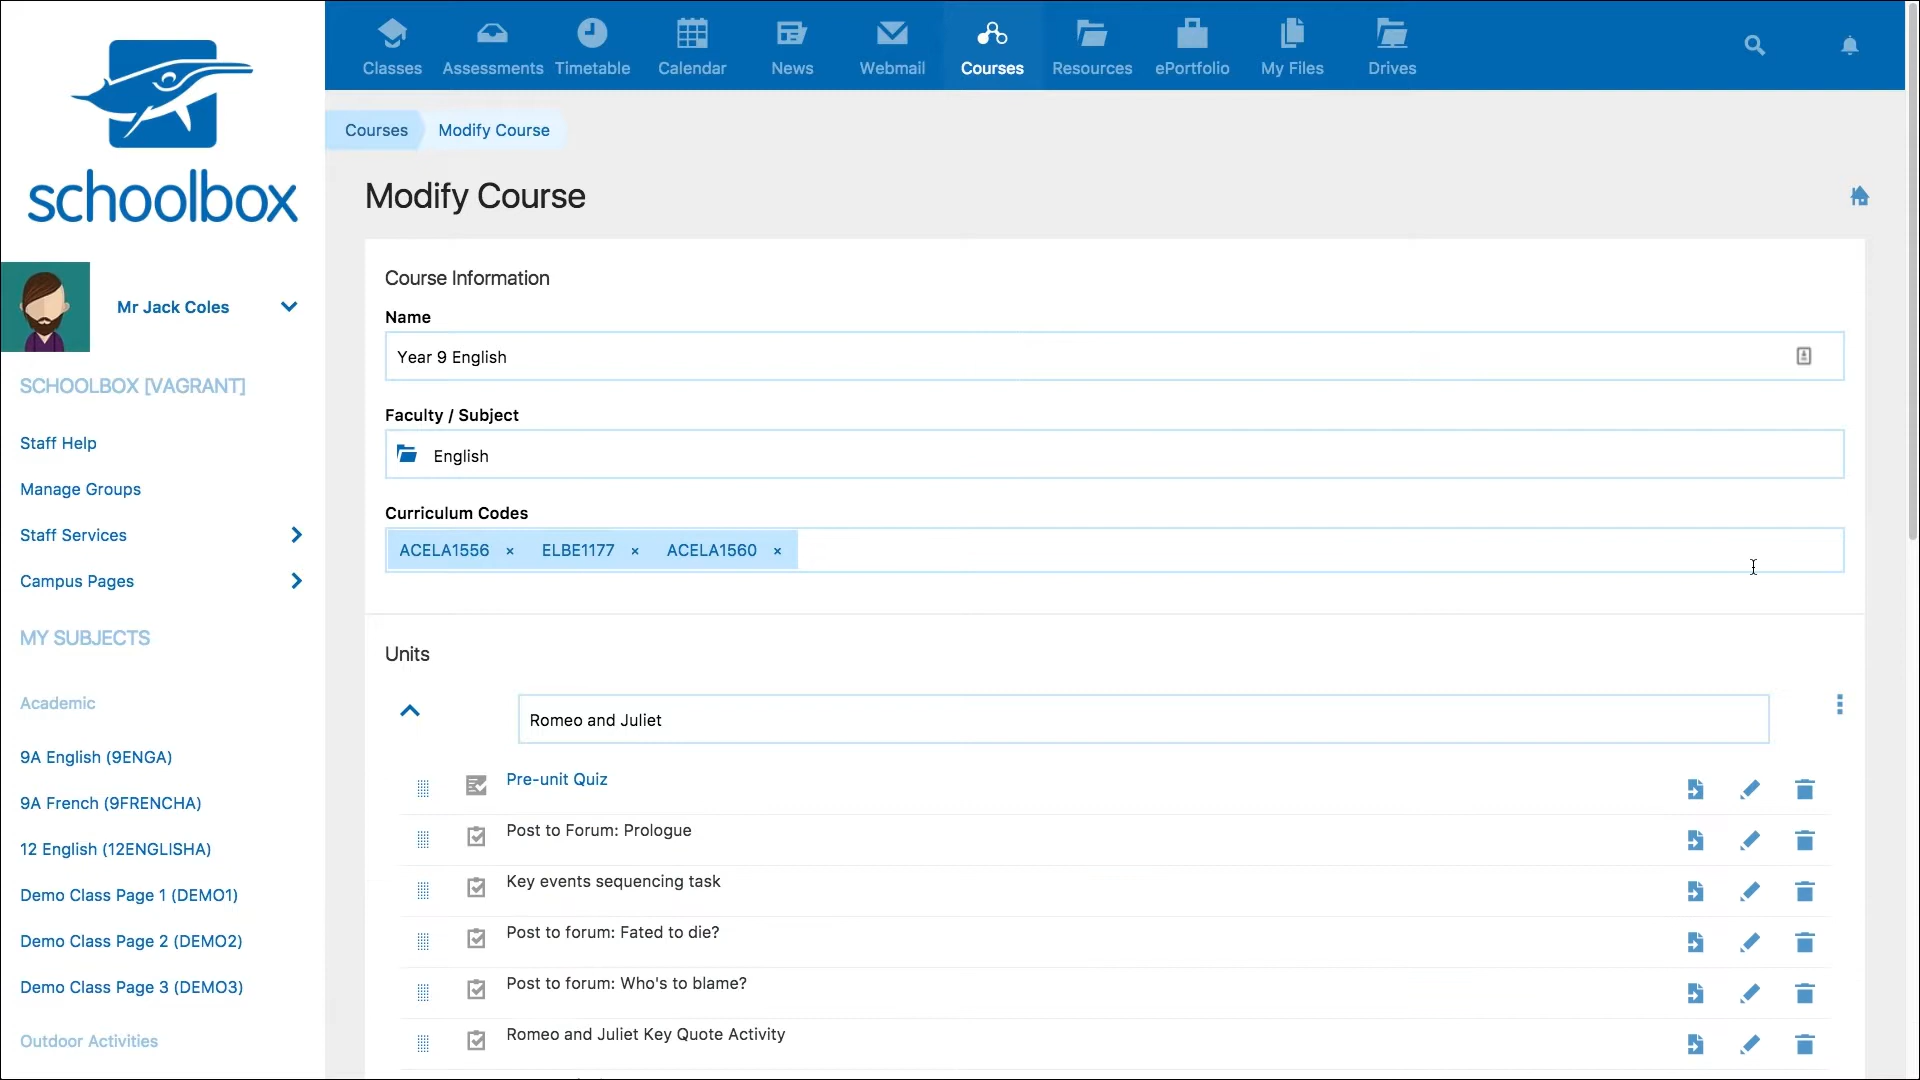 schoolbox
Classes
Assessments
Timetable
Calendar
News
Webmail
Courses
Resources
ePortfolio
My Files
Drives
Courses
Modify Course
Modify Course
Mr Jack Coles
SCHOOLBOX [VAGRANT]
Staff Help
Manage Groups
Staff Services
Campus Pages
MY SUBJECTS
Academic
9A English (9ENGA)
9A French (9FRENCHA)
12 English (12ENGLISHA)
Demo Class Page 1 (DEMO1)
Demo Class Page 2 (DEMO2)
Demo Class Page 3 (DEMO3)
Outdoor Activities
Course Information
Name
Year 9 English
Faculty / Subject
English
Curriculum Codes
ACELA1556 × ELBE1177 × ACELA1560 ×
Units
Romeo and Juliet
Pre-unit Quiz
Post to Forum: Prologue
Key events sequencing task
Post to forum: Fated to die?
Post to forum: Who's to blame?
Romeo and Juliet Key Quote Activity